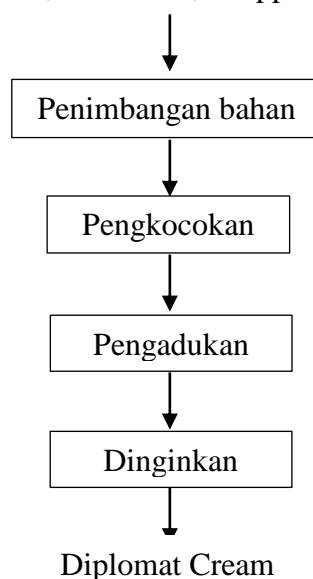 Penimbangan bahan
Pengkocokan
Pengadukan
Dinginkan
Diplomat Cream